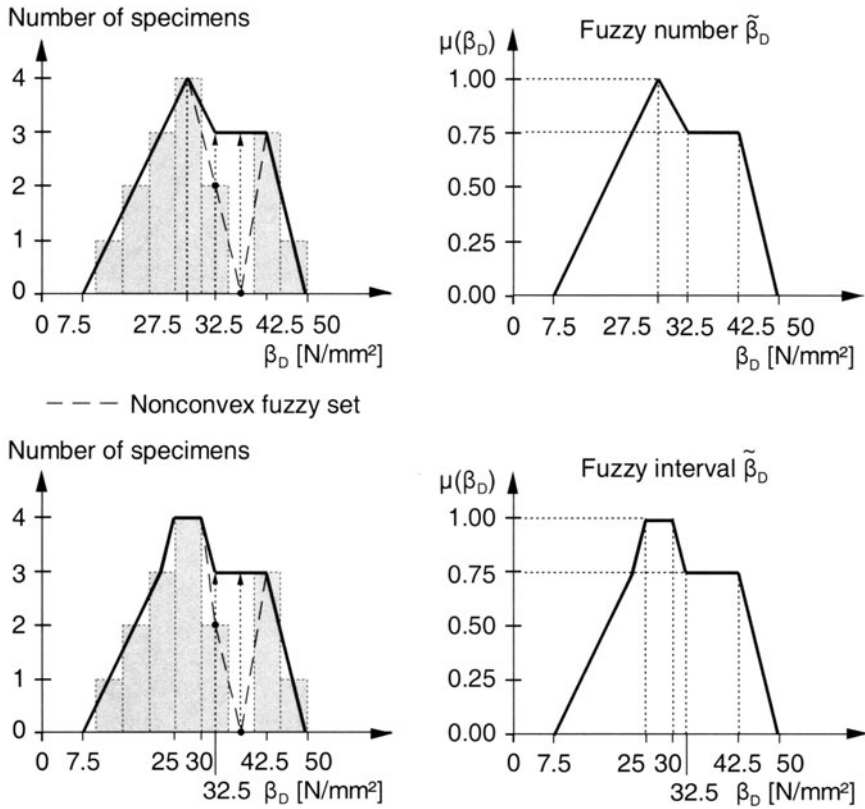 Number of specimens
4
3
2
1
0
0 7.5 27.5 32.5 42.5 50
β_D [N/mm²]
μ(β_D)
Fuzzy number β̃_D
1.00
0.75
0.50
0.25
0.00
0 7.5 27.5 32.5 42.5 50
β_D [N/mm²]
Nonconvex fuzzy set
Number of specimens
4
3
2
1
0
0 7.5 25 30 42.5 50
32.5 β_D [N/mm²]
μ(β_D)
Fuzzy interval β̃_D
1.00
0.75
0.50
0.25
0.00
0 7.5 25 30 42.5 50
32.5 β_D [N/mm²]